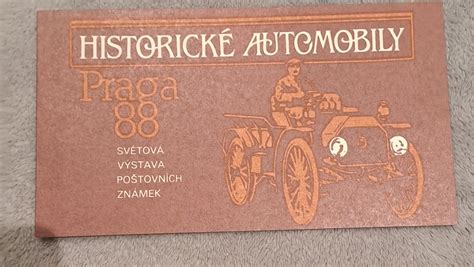 HISTORICKÉ AUTOMOBILY
Praga
88
SVĚTOVÁ
VÝSTAVA
POŠTOVNÍCH
ZNÁMEK